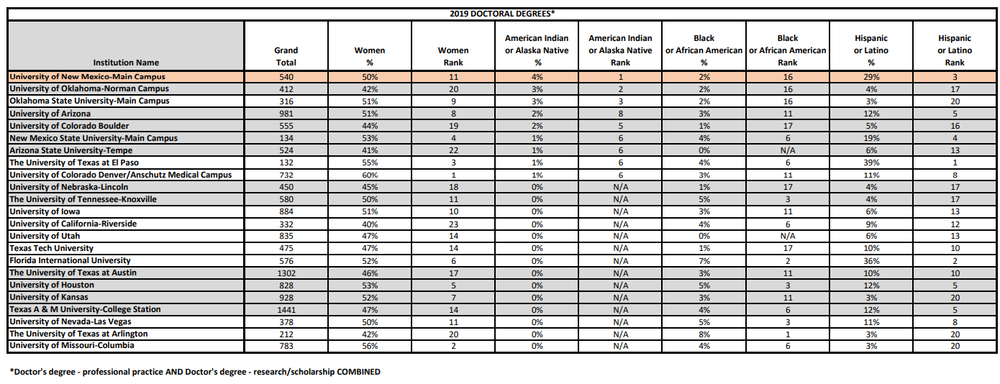 2019 DOCTORAL DEGREES*
Institution Name Grand Total Women % Women Rank American Indian or Alaska Native % American Indian or Alaska Native Rank Black or African American % Black or African American Rank Hispanic or Latino % Hispanic or Latino Rank
University of New Mexico-Main Campus 540 50% 11 4% 1 2% 16 29% 3
University of Oklahoma-Norman Campus 412 42% 20 3% 2 2% 16 4% 17
Oklahoma State University-Main Campus 316 51% 9 3% 3 2% 16 3% 20
University of Arizona 981 51% 8 2% 8 3% 11 12% 5
University of Colorado Boulder 555 44% 19 2% 5 1% 17 5% 16
New Mexico State University-Main Campus 134 53% 4 1% 6 4% 6 19% 4
Arizona State University-Tempe 524 41% 22 1% 6 0% N/A 6% 13
The University of Texas at El Paso 132 55% 3 1% 6 4% 6 39% 1
University of Colorado Denver/Anschutz Medical Campus 732 60% 1 1% 6 3% 11 11% 8
University of Nebraska-Lincoln 450 45% 18 0% N/A 1% 17 4% 17
The University of Tennessee-Knoxville 580 50% 11 0% N/A 5% 3 4% 17
University of Iowa 884 51% 10 0% N/A 3% 11 6% 13
University of California-Riverside 332 40% 23 0% N/A 4% 6 9% 12
University of Utah 835 47% 14 0% N/A 0% N/A 6% 13
Texas Tech University 475 47% 14 0% N/A 1% 17 10% 10
Florida International University 576 52% 6 0% N/A 7% 2 36% 2
The University of Texas at Austin 1302 46% 17 0% N/A 3% 11 10% 10
University of Houston 828 53% 5 0% N/A 5% 3 12% 5
University of Kansas 928 52% 7 0% N/A 3% 11 3% 20
Texas A & M University-College Station 1441 47% 14 0% N/A 4% 6 12% 5
University of Nevada-Las Vegas 378 50% 11 0% N/A 5% 3 11% 8
The University of Texas at Arlington 212 42% 20 0% N/A 8% 1 3% 20
University of Missouri-Columbia 783 56% 2 0% N/A 4% 6 3% 20
*Doctor's degree - professional practice AND Doctor's degree - research/scholarship COMBINED